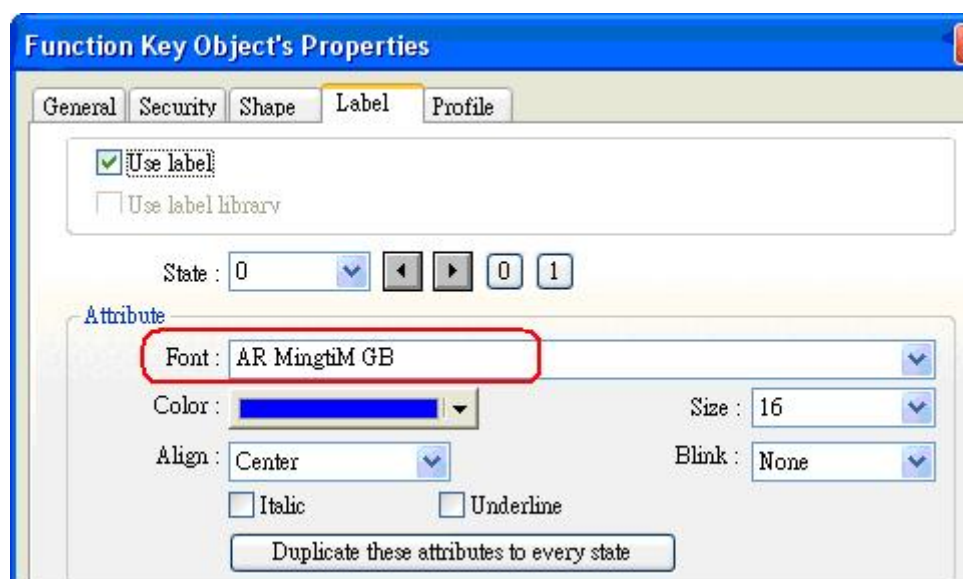 Function Key Object's Properties
General Security Shape Label Profile
Use label
Use label library
State : 0 0 1
Attribute
Font : AR MingtiM GB
Color : Size : 16
Align : Center Blink : None
Italic Underline
Duplicate these attributes to every state